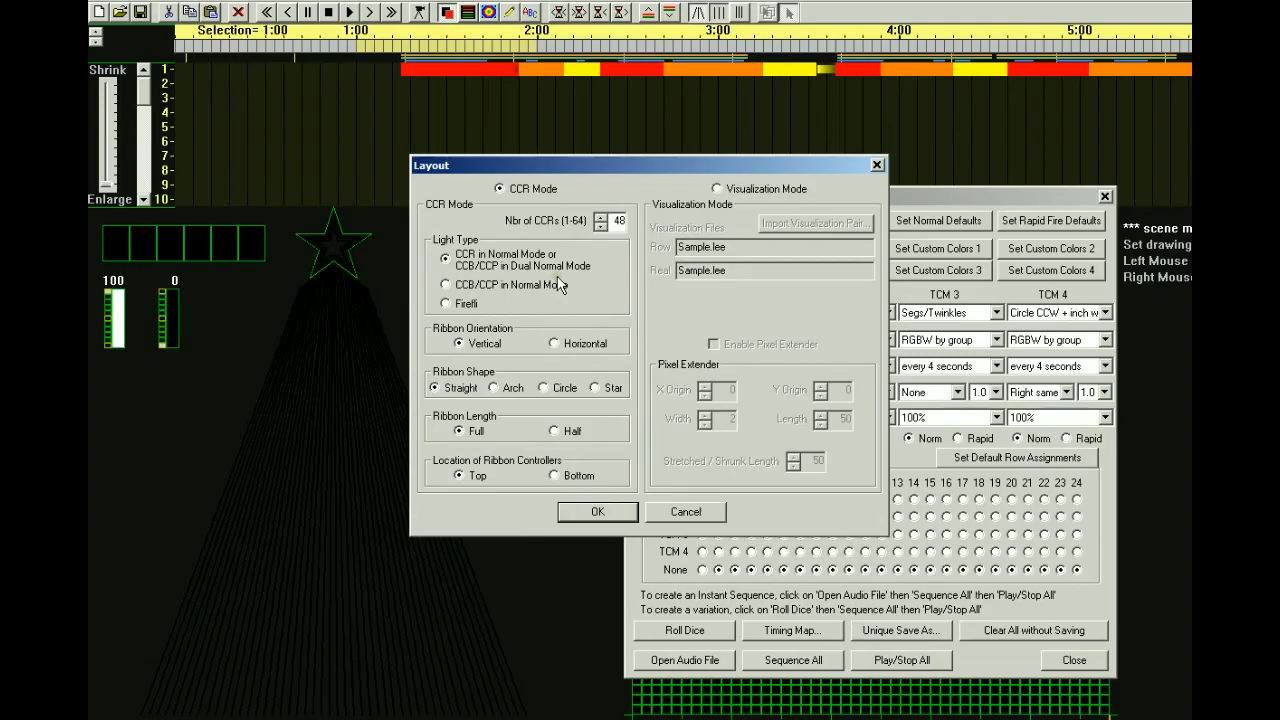 Selection= 1:00 1:00 2:00 3:00 4:00 5:00
Shrink
Enlarge
1
2
3
4
5
6
7
8
9
10
100 0
Layout
CCR Mode
Visualization Mode
CCR Mode
Nbr of CCRs (1-64) 48
Light Type
CCR in Normal Mode or
CCB/CCP in Dual Normal Mode
CCB/CCP in Normal Mode
Firefli
Ribbon Orientation
Vertical Horizontal
Ribbon Shape
Straight Arch Circle Star
Ribbon Length
Full Half
Location of Ribbon Controllers
Top Bottom
Visualization Mode
Visualization Files Import Visualization Pair...
Row Sample.lee
Real Sample.lee
Enable Pixel Extender
Pixel Extender
X Origin 0 Y Origin 0
Width 2 Length 50
Stretched / Shrunk Length 50
OK Cancel
Set Normal Defaults Set Rapid Fire Defaults
Set Custom Colors 1 Set Custom Colors 2
Set Custom Colors 3 Set Custom Colors 4
TCM 3 TCM 4
Segs/Twinkles Circle CCW + inch w
RGBW by group RGBW by group
every 4 seconds every 4 seconds
None 1.0 Right same 1.0
100% 100%
Norm Rapid Norm Rapid
Set Default Row Assignments
13 14 15 16 17 18 19 20 21 22 23 24
TCM 4
None
To create an Instant Sequence, click on 'Open Audio File' then 'Sequence All' then 'Play/Stop All'
To create a variation, click on 'Roll Dice' then 'Sequence All' then 'Play/Stop All'
Roll Dice Timing Map... Unique Save As... Clear All without Saving
Open Audio File Sequence All Play/Stop All Close
*** scene m
Set drawing
Left Mouse
Right Mouse